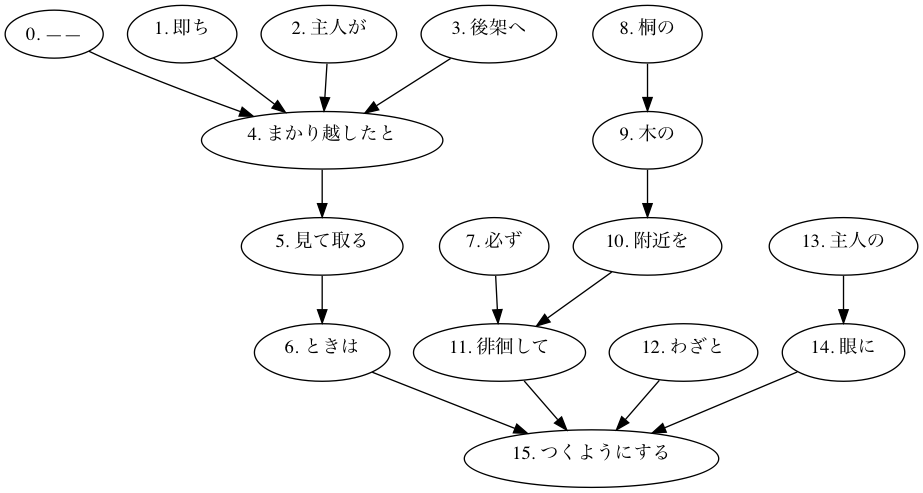 0. ――
1. 即ち
2. 主人が
3. 後架へ
8. 桐の
4. まかり越したと
9. 木の
5. 見て取る
7. 必ず
10. 附近を
13. 主人の
6. ときは
11. 徘徊して
12. わざと
14. 眼に
15. つくようにする